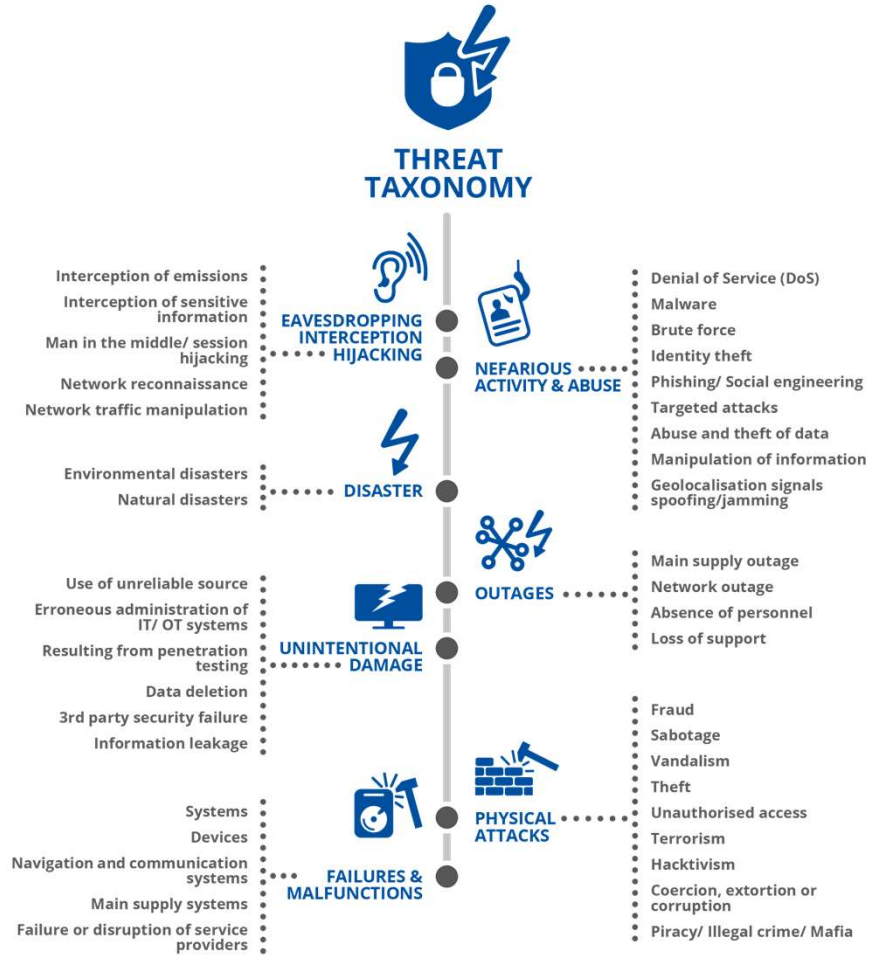 THREAT
TAXONOMY
Interception of emissions
Interception of sensitive
information
Man in the middle/ session
hijacking
Network reconnaissance
Network traffic manipulation
EAVESDROPPING
INTERCEPTION
HIJACKING
NEFARIOUS
ACTIVITY & ABUSE
Denial of Service (DoS)
Malware
Brute force
Identity theft
Phishing/ Social engineering
Targeted attacks
Abuse and theft of data
Manipulation of information
Geolocalisation signals
spoofing/jamming
Environmental disasters
Natural disasters
DISASTER
OUTAGES
Main supply outage
Network outage
Absence of personnel
Loss of support
Use of unreliable source
Erroneous administration of
IT/ OT systems
Resulting from penetration
testing
Data deletion
3rd party security failure
Information leakage
UNINTENTIONAL
DAMAGE
PHYSICAL
ATTACKS
Fraud
Sabotage
Vandalism
Theft
Unauthorised access
Terrorism
Hacktivism
Coercion, extortion or
corruption
Piracy/ Illegal crime/ Mafia
Systems
Devices
Navigation and communication
systems
Main supply systems
Failure or disruption of service
providers
FAILURES &
MALFUNCTIONS